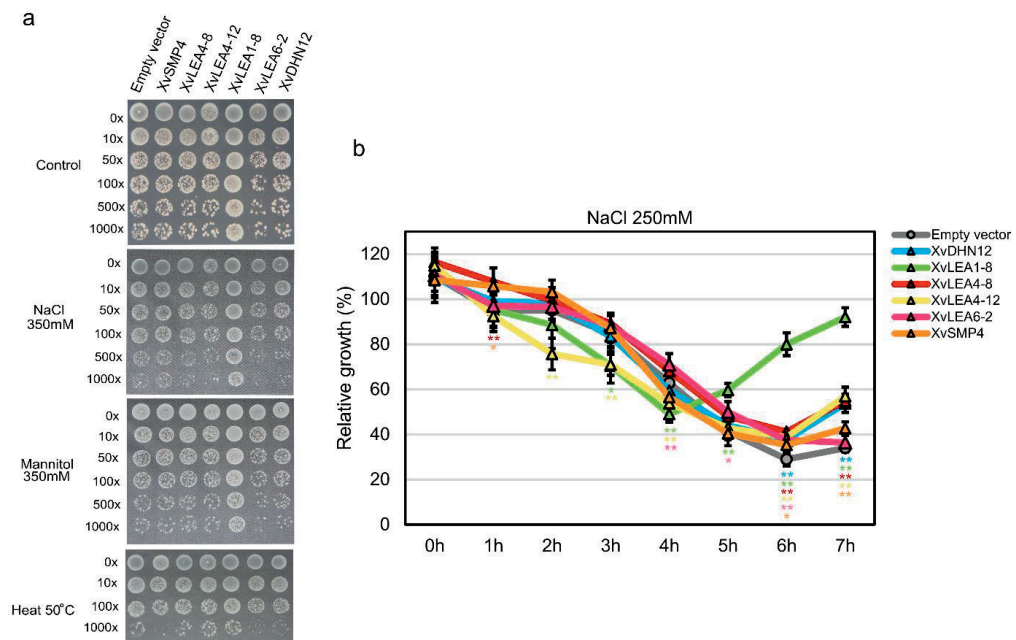 a
Empty vector
XvSMP4
XvLEA4-8
XvLEA4-12
XvLEA1-8
XvLEA6-2
XvDHN12
Control
0x
10x
50x
100x
500x
1000x
NaCl
350mM
0x
10x
50x
100x
500x
1000x
Mannitol
350mM
0x
10x
50x
100x
500x
1000x
Heat 50°C
0x
10x
100x
1000x
b
NaCl 250mM
Relative growth (%)
120
100
80
60
40
20
0
0h 1h 2h 3h 4h 5h 6h 7h
**
*
**
*
**
**
**
**
**
*
**
**
**
**
**
*
**
**
**
**
**
Empty vector
XvDHN12
XvLEA1-8
XvLEA4-8
XvLEA4-12
XvLEA6-2
XvSMP4